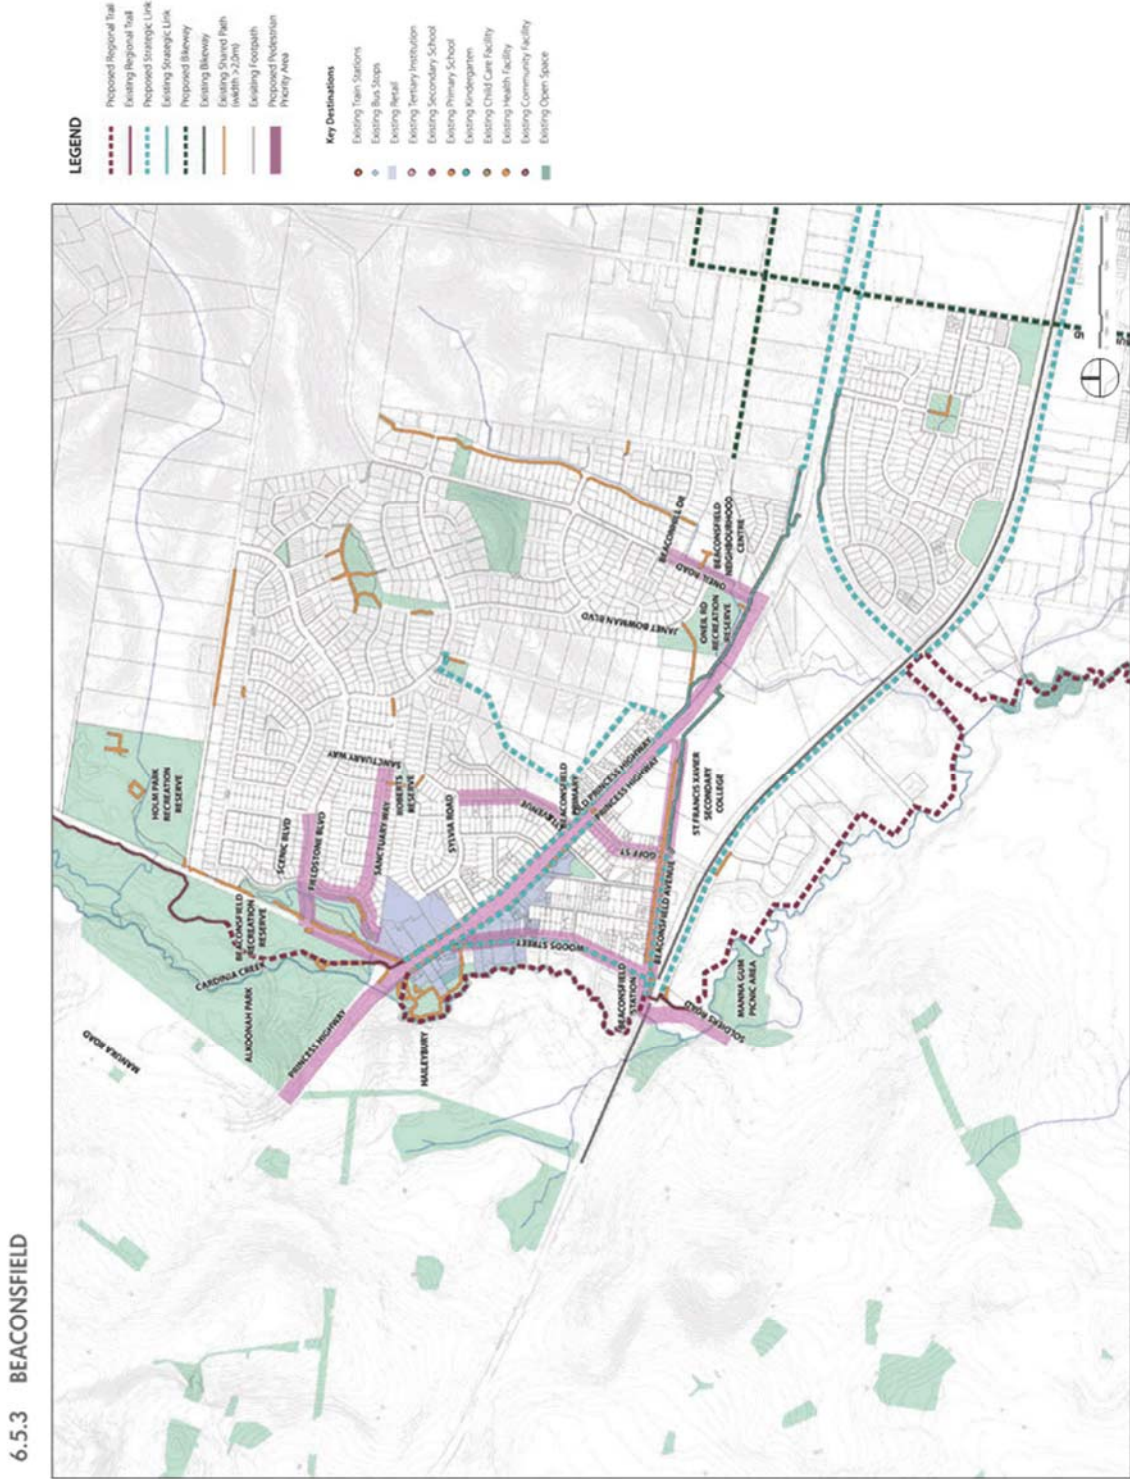 6.5.3 BEACONSFIELD
LEGEND
Proposed Regional Trail
Existing Regional Trail
Proposed Strategic Link
Existing Strategic Link
Proposed Bikeway
Existing Bikeway
Existing Shared Path
(width >2.0m)
Existing Footpath
Proposed Pedestrian
Priority Area
Key Destinations
Existing Train Stations
Existing Bus Stops
Existing Retail
Existing Tertiary Institution
Existing Secondary School
Existing Primary School
Existing Kindergarten
Existing Child Care Facility
Existing Health Facility
Existing Community Facility
Existing Open Space
MANUKA ROAD
ALKOONAH PARK
CARDINIA CREEK
BEACONSFIELD
RECREATION
RESERVE
PRINCESS HIGHWAY
HAILEYBURY
HOLM PARK
RECREATION
RESERVE
SCENIC BLVD
FIELDSTONE BLVD
SANCTUARY WAY
SANCTUARY WAY
ROBERTS
RESERVE
SYLVIA ROAD
AVENUE
BEACONSFIELD
PRIMARY
OLD PRINCESS HIGHWAY
PRINCESS HIGHWAY
GOFF ST
WOODS STREET
BEACONSFIELD AVENUE
BEACONSFIELD
STATION
SOLDIERS ROAD
MANNA GUM
PICNIC AREA
ST FRANCIS XAVIER
SECONDARY
COLLEGE
JANET BOWMAN BLVD
ONEIL RD
RECREATION
RESERVE
ONEIL ROAD
BEACONHILL DR
BEACONSFIELD
NEIGHBOURHOOD
CENTRE